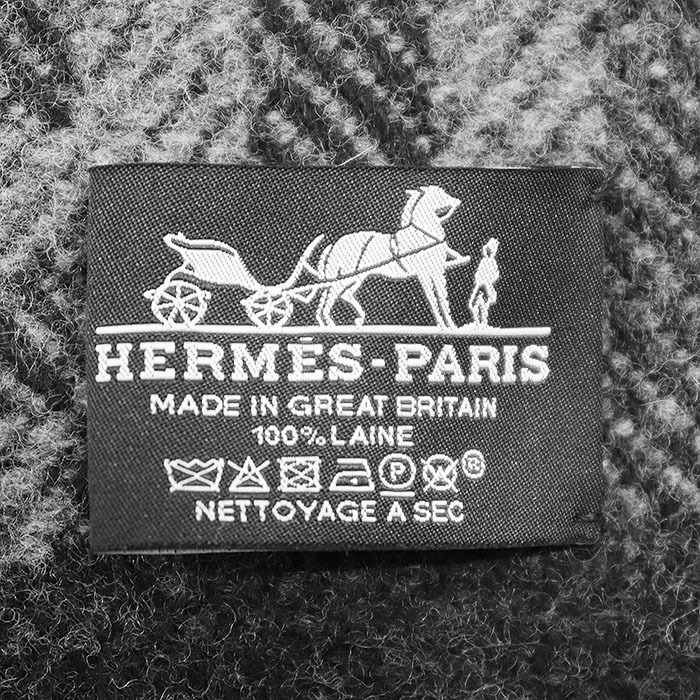 HERMÈS-PARIS
MADE IN GREAT BRITAIN
100% LAINE
P W ®
NETTOYAGE A SEC